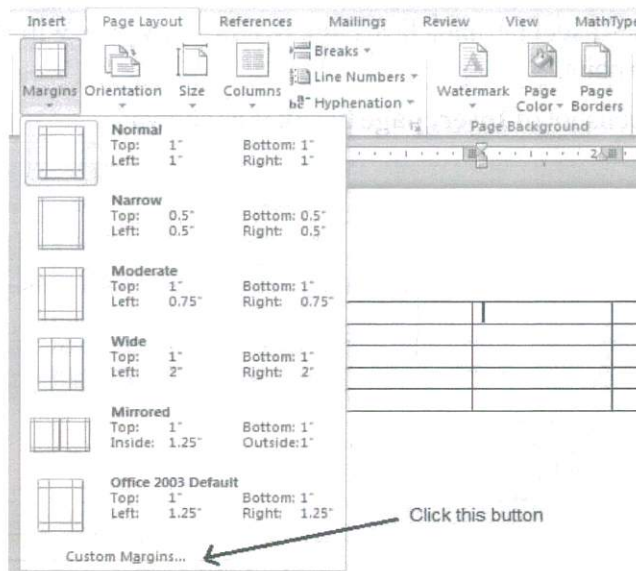 Insert Page Layout References Mailings Review View MathType
Margins Orientation Size Columns
Breaks
Line Numbers
Hyphenation
Watermark Page Color Page Borders
Page Background
2
Normal
Top: 1" Bottom: 1"
Left: 1" Right: 1"
Narrow
Top: 0.5" Bottom: 0.5"
Left: 0.5" Right: 0.5"
Moderate
Top: 1" Bottom: 1"
Left: 0.75" Right: 0.75"
Wide
Top: 1" Bottom: 1"
Left: 2" Right: 2"
Mirrored
Top: 1" Bottom: 1"
Inside: 1.25" Outside: 1"
Office 2003 Default
Top: 1" Bottom: 1"
Left: 1.25" Right: 1.25"
Custom Margins...
Click this button